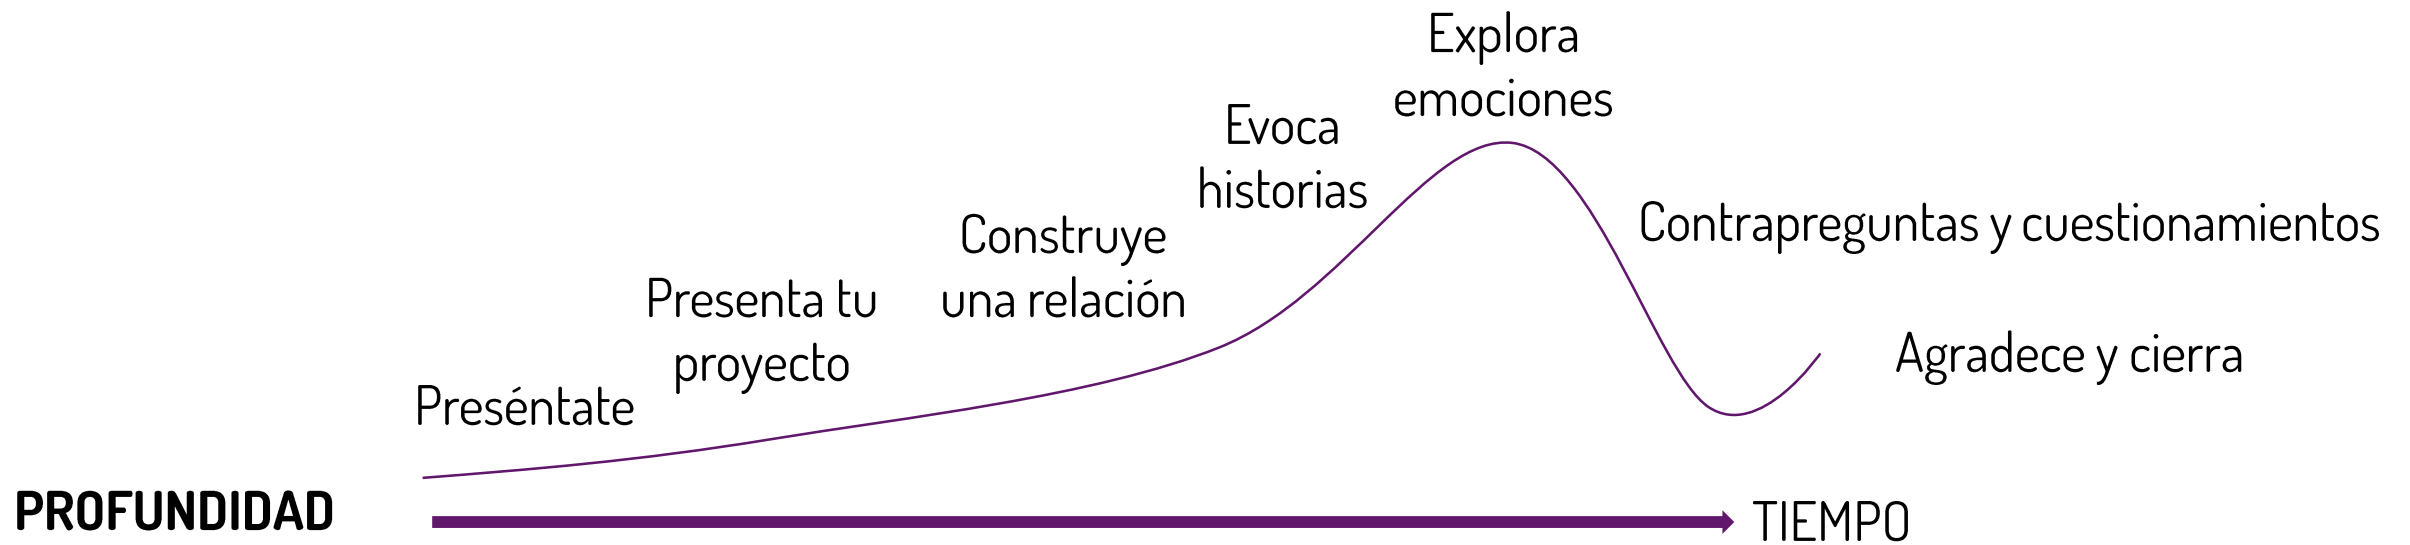 Explora
emociones
Evoca
historias
Construye
una relación
Presenta tu
proyecto
Preséntate
Contrapreguntas y cuestionamientos
Agradece y cierra
PROFUNDIDAD
TIEMPO